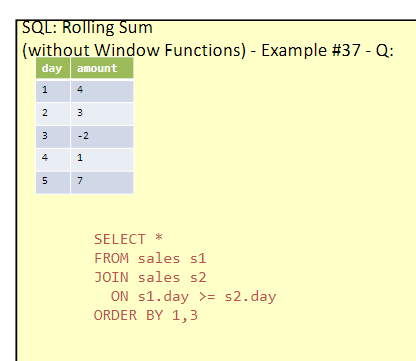 SQL: Rolling Sum
(without Window Functions) - Example #37 - Q:
day amount
1 4
2 3
3 -2
4 1
5 7
SELECT *
FROM sales s1
JOIN sales s2
ON s1.day >= s2.day
ORDER BY 1,3